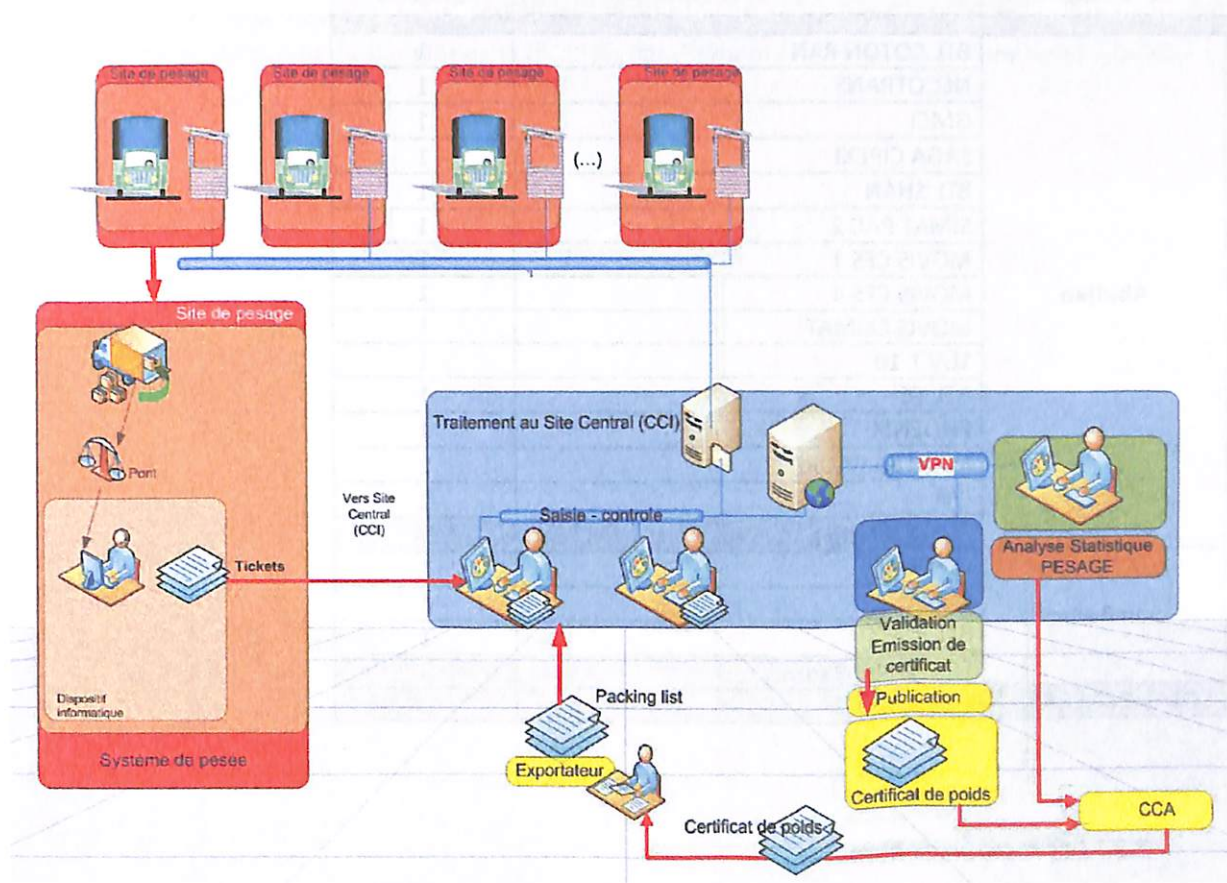 Site de pesage
Site de pesage
Site de pesage
Site de pesage
(...)
Site de pesage
Pont
Tickets
Dispositif
informatique
Système de pesée
Vers Site
Central
(CCI)
Traitement au Site Central (CCI)
Saisie - controle
VPN
Analyse Statistique
PESAGE
Validation
Emission de
certificat
Publication
Certificat de poids
CCA
Packing list
Exportateur
Certificat de poids